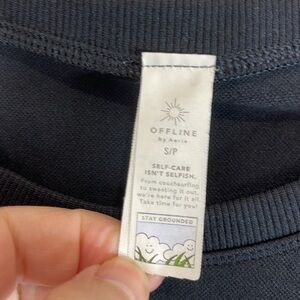 OFFLINE
by Aerie
S/P
SELF-CARE
ISN'T SELFISH.
From couchsurfing
to sweating it out,
we're here for it all.
Take time for you!
STAY GROUNDED